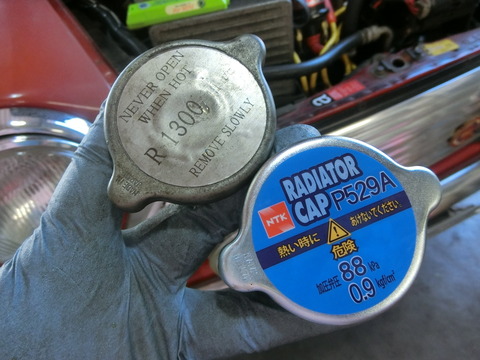 NEVER OPEN
WHEN HOT
R 1300
REMOVE SLOWLY
RADIATOR
CAP P529A
NTK
熱い時に
あけないでください
危険
88 kPa
0.9 kgf/cm²